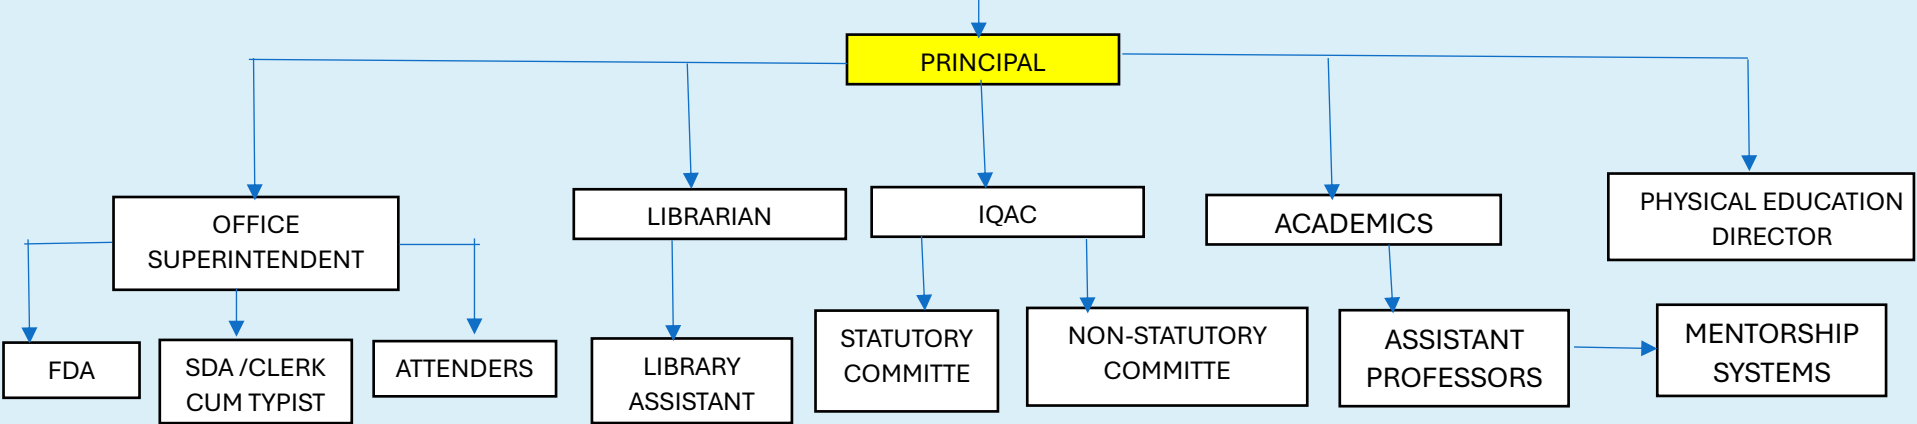 PRINCIPAL
OFFICE
SUPERINTENDENT
LIBRARIAN
IQAC
ACADEMICS
PHYSICAL EDUCATION
DIRECTOR
FDA
SDA /CLERK
CUM TYPIST
ATTENDERS
LIBRARY
ASSISTANT
STATUTORY
COMMITTE
NON-STATUTORY
COMMITTE
ASSISTANT
PROFESSORS
MENTORSHIP
SYSTEMS